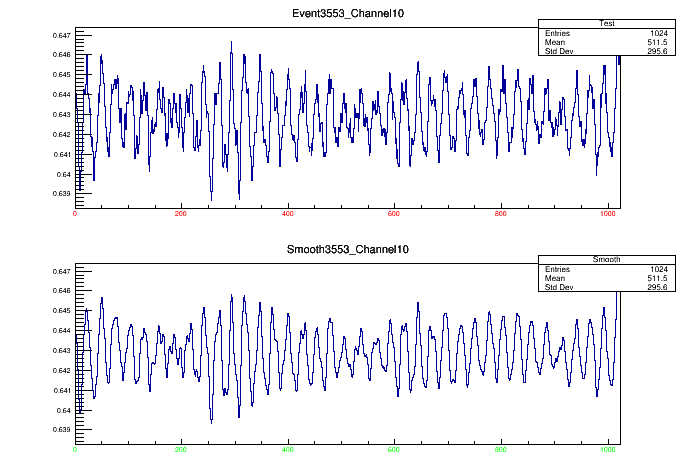 Event3553_Channel10
Test
Entries 1024
Mean 511.5
Std Dev 295.6
0.647
0.646
0.645
0.644
0.643
0.642
0.641
0.64
0.639
0 200 400 600 800 1000
Smooth3553_Channel10
Smooth
Entries 1024
Mean 511.5
Std Dev 295.6
0.647
0.646
0.645
0.644
0.643
0.642
0.641
0.64
0.639
0 200 400 600 800 1000